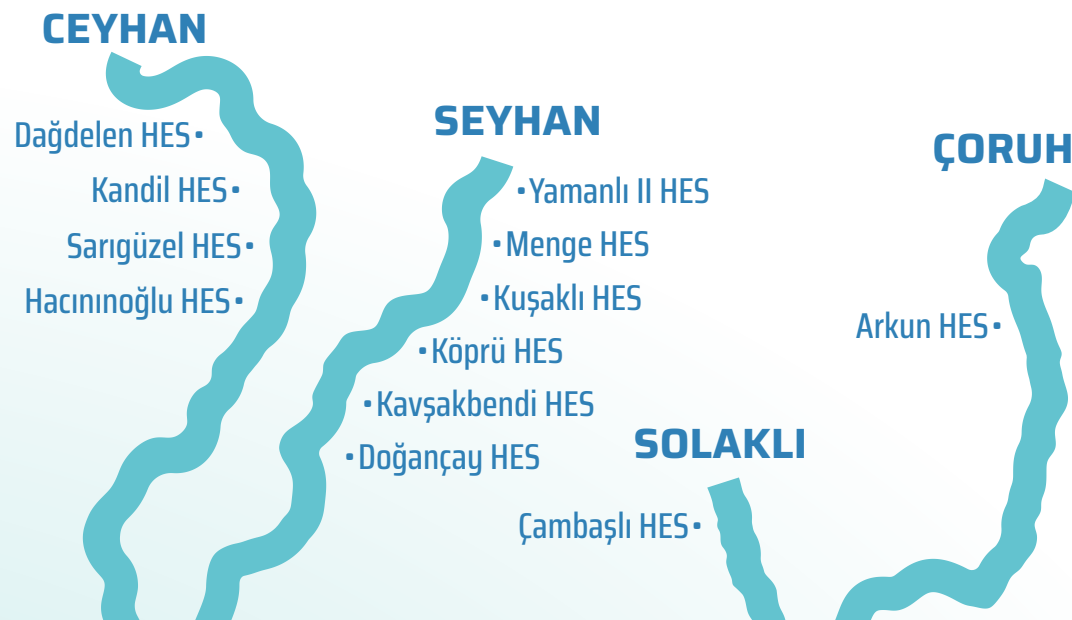 CEYHAN
Dağdelen HES
Kandil HES
Sarıgüzel HES
Hacınınoğlu HES
SEYHAN
Yamanlı II HES
Menge HES
Kuşaklı HES
Köprü HES
Kavşakbendi HES
Doğançay HES
SOLAKLI
Çambaşlı HES
ÇORUH
Arkun HES